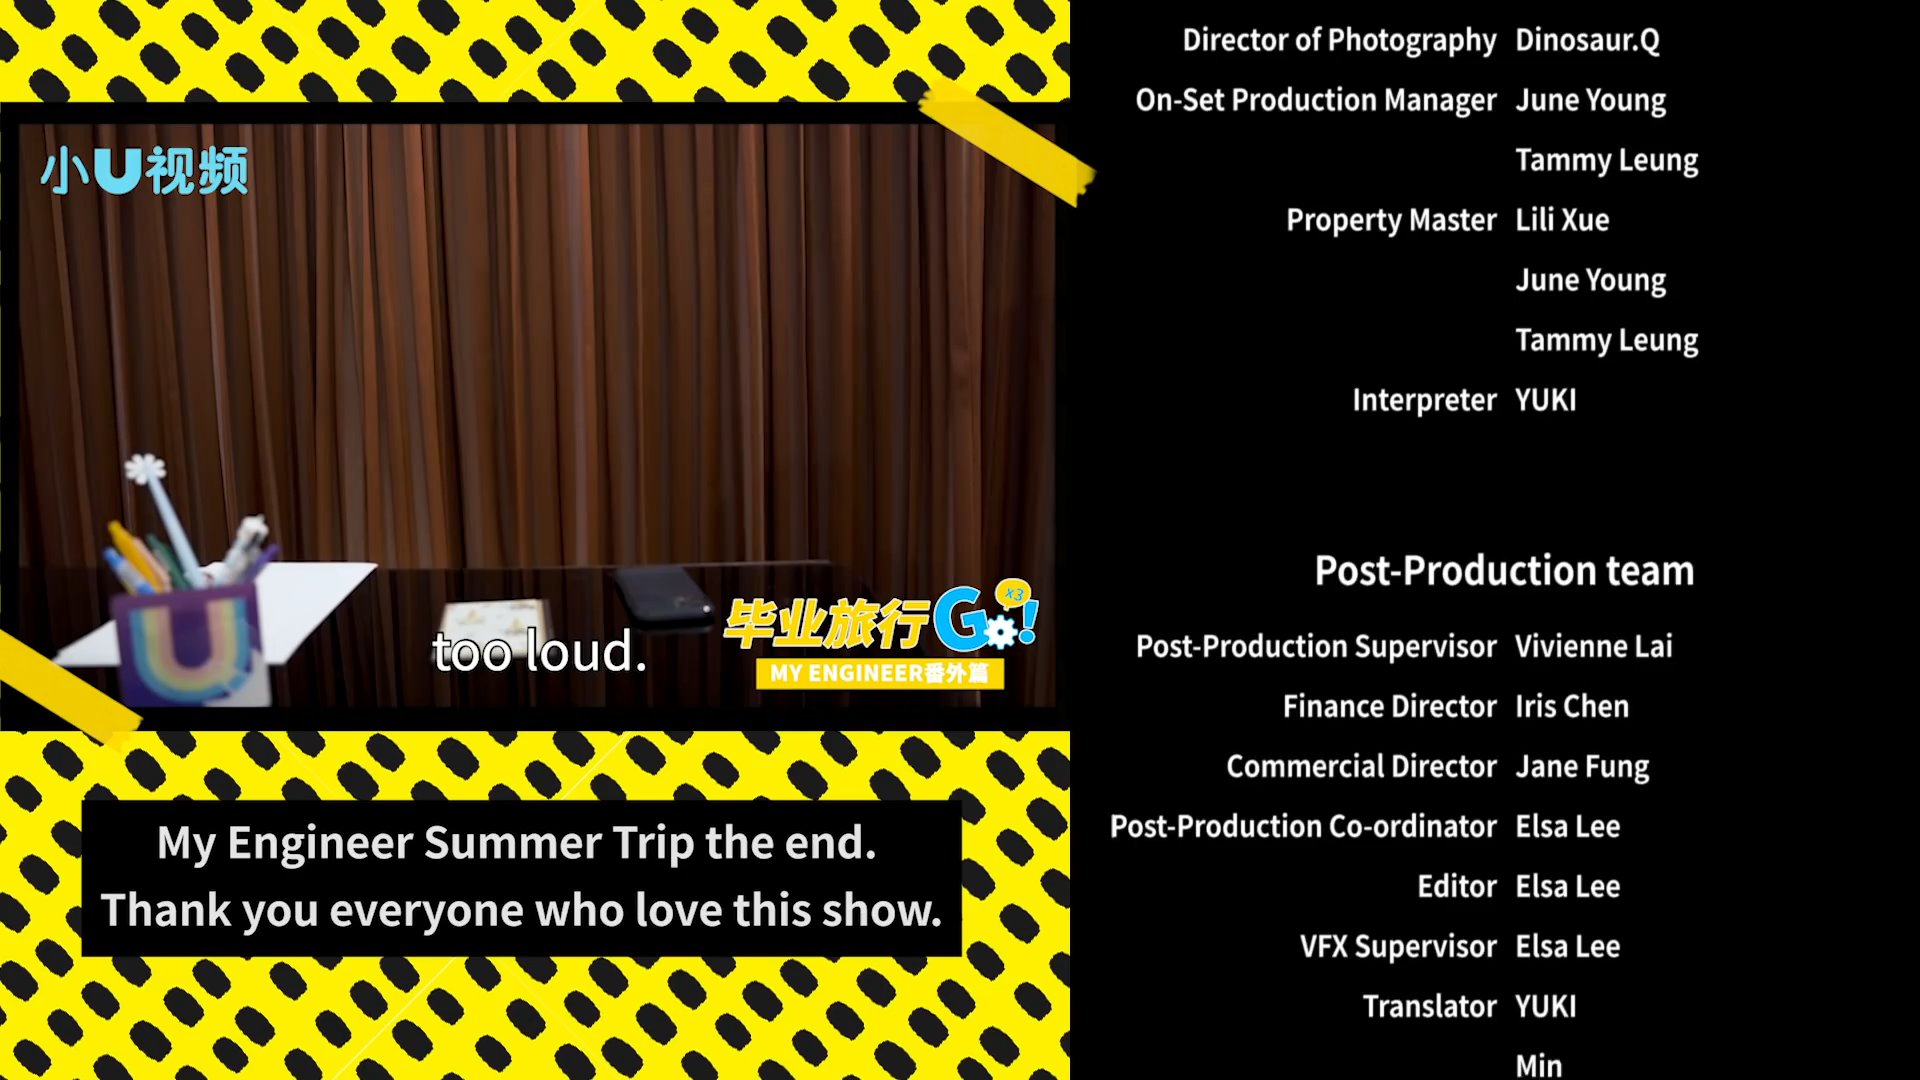 小U视频
too loud.
毕业旅行Go!
x3
MY ENGINEER番外篇
My Engineer Summer Trip the end.
Thank you everyone who love this show.
Director of Photography Dinosaur.Q
On-Set Production Manager June Young
Tammy Leung
Property Master Lili Xue
June Young
Tammy Leung
Interpreter YUKI
Post-Production team
Post-Production Supervisor Vivienne Lai
Finance Director Iris Chen
Commercial Director Jane Fung
Post-Production Co-ordinator Elsa Lee
Editor Elsa Lee
VFX Supervisor Elsa Lee
Translator YUKI
Min